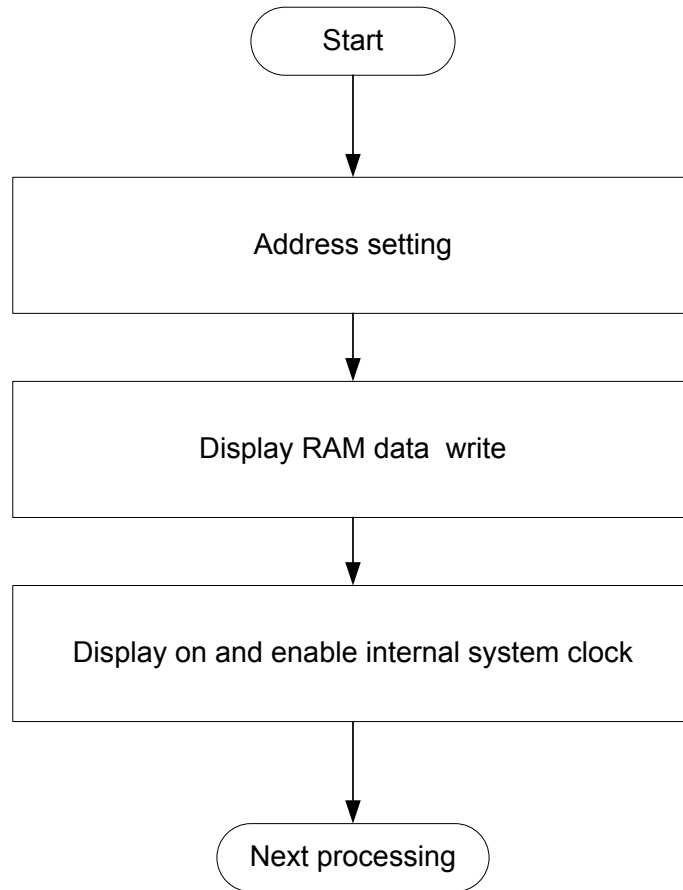 Start
Address setting
Display RAM data  write
Display on and enable internal system clock
Next processing